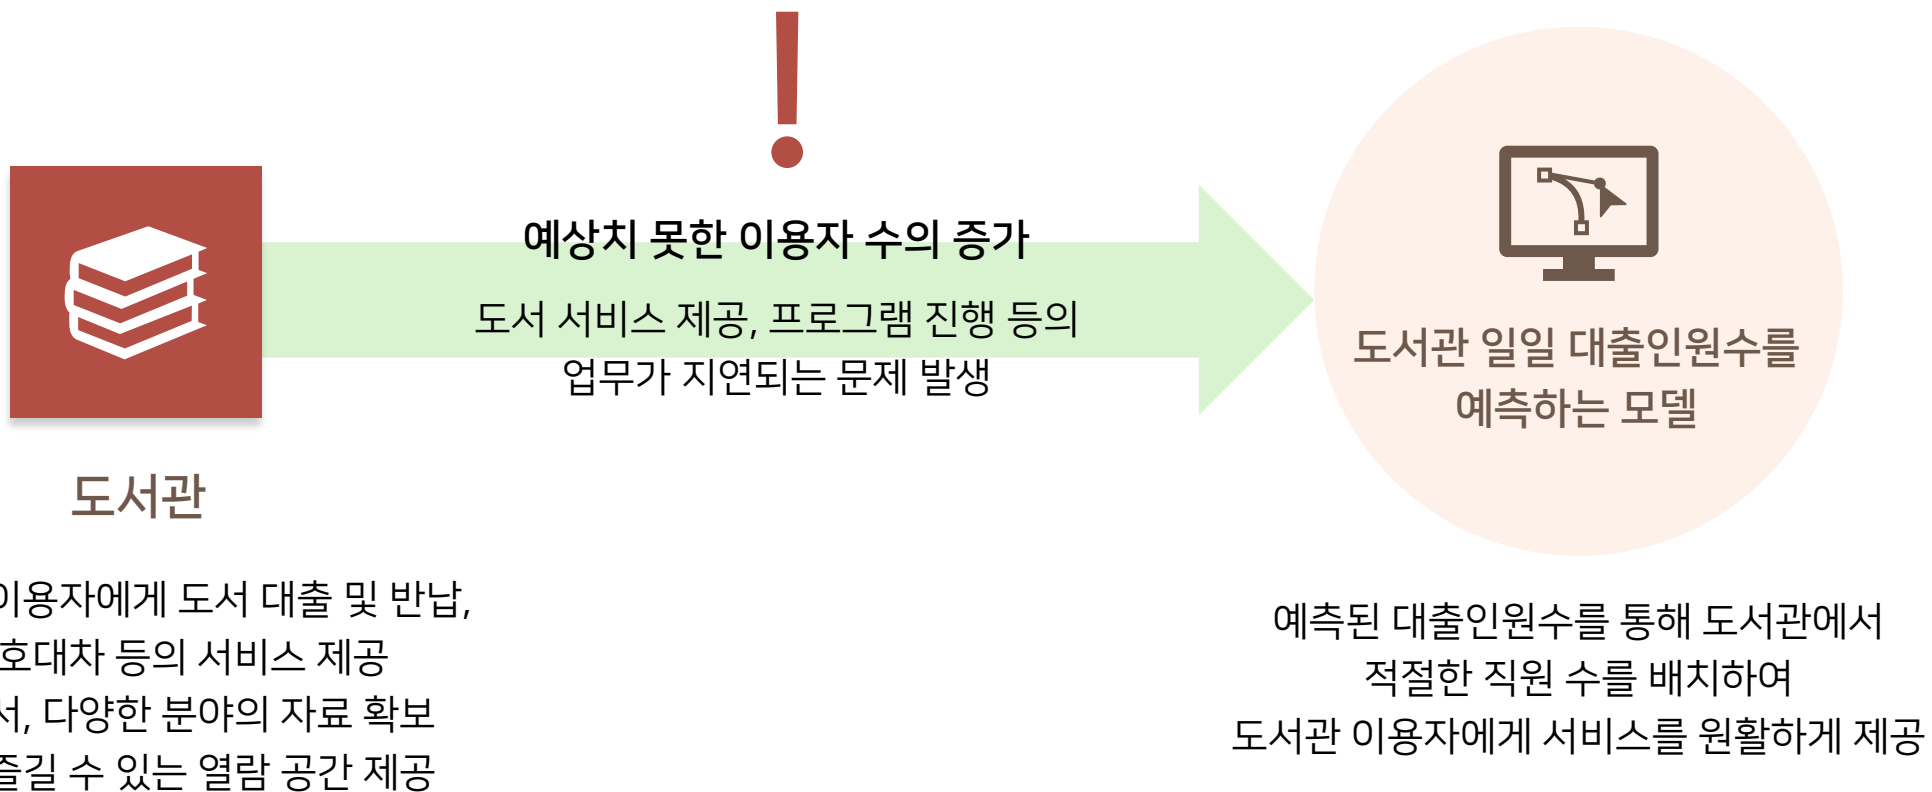 !
예상치 못한 이용자 수의 증가
도서 서비스 제공, 프로그램 진행 등의
업무가 지연되는 문제 발생
도서관 일일 대출인원수를
예측하는 모델
도서관
이용자에게 도서 대출 및 반납,
호대차 등의 서비스 제공
다양한 분야의 자료 확보
즐길 수 있는 열람 공간 제공
예측된 대출인원수를 통해 도서관에서
적절한 직원 수를 배치하여
도서관 이용자에게 서비스를 원활하게 제공